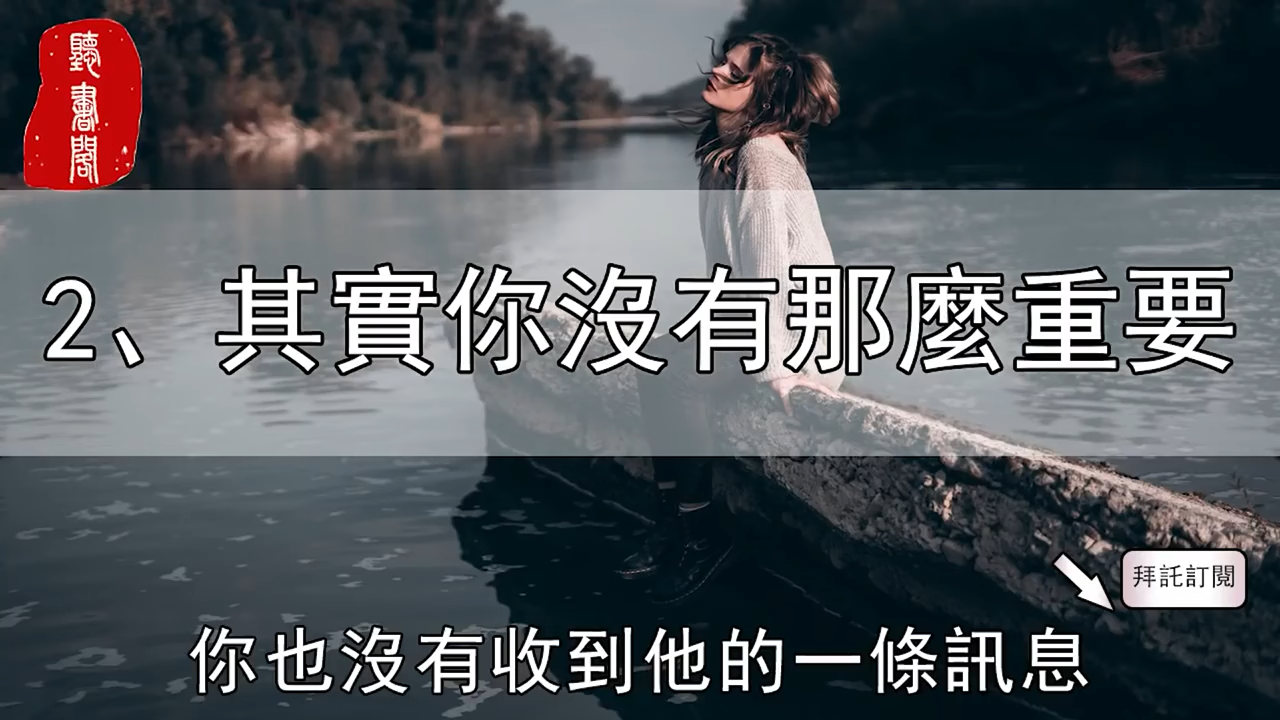 聽書閣
2、其實你沒有那麼重要
拜託訂閱
你也沒有收到他的一條訊息